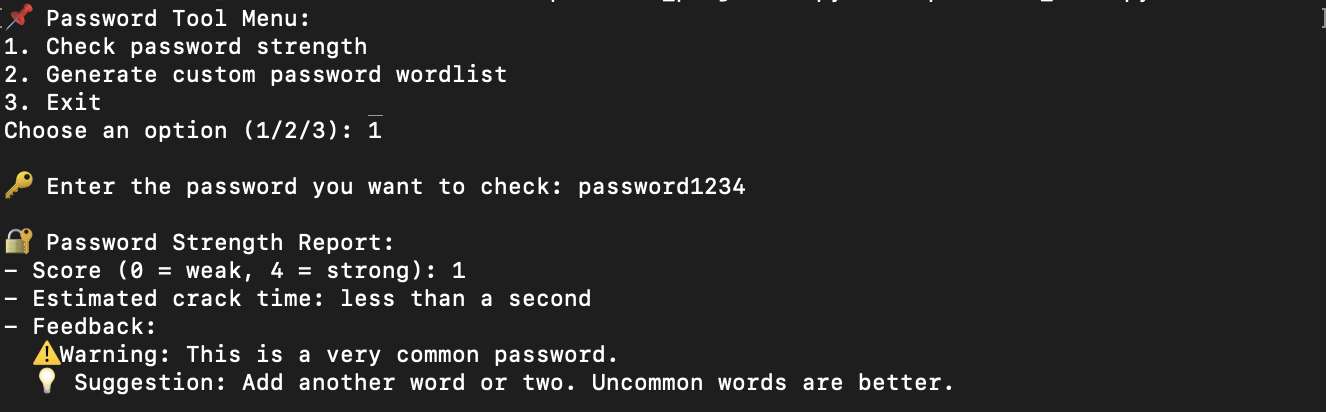 📌 Password Tool Menu:
1. Check password strength
2. Generate custom password wordlist
3. Exit
Choose an option (1/2/3): 1
🔑 Enter the password you want to check: password1234
🔐 Password Strength Report:
– Score (0 = weak, 4 = strong): 1
– Estimated crack time: less than a second
– Feedback:
⚠️Warning: This is a very common password.
💡 Suggestion: Add another word or two. Uncommon words are better.